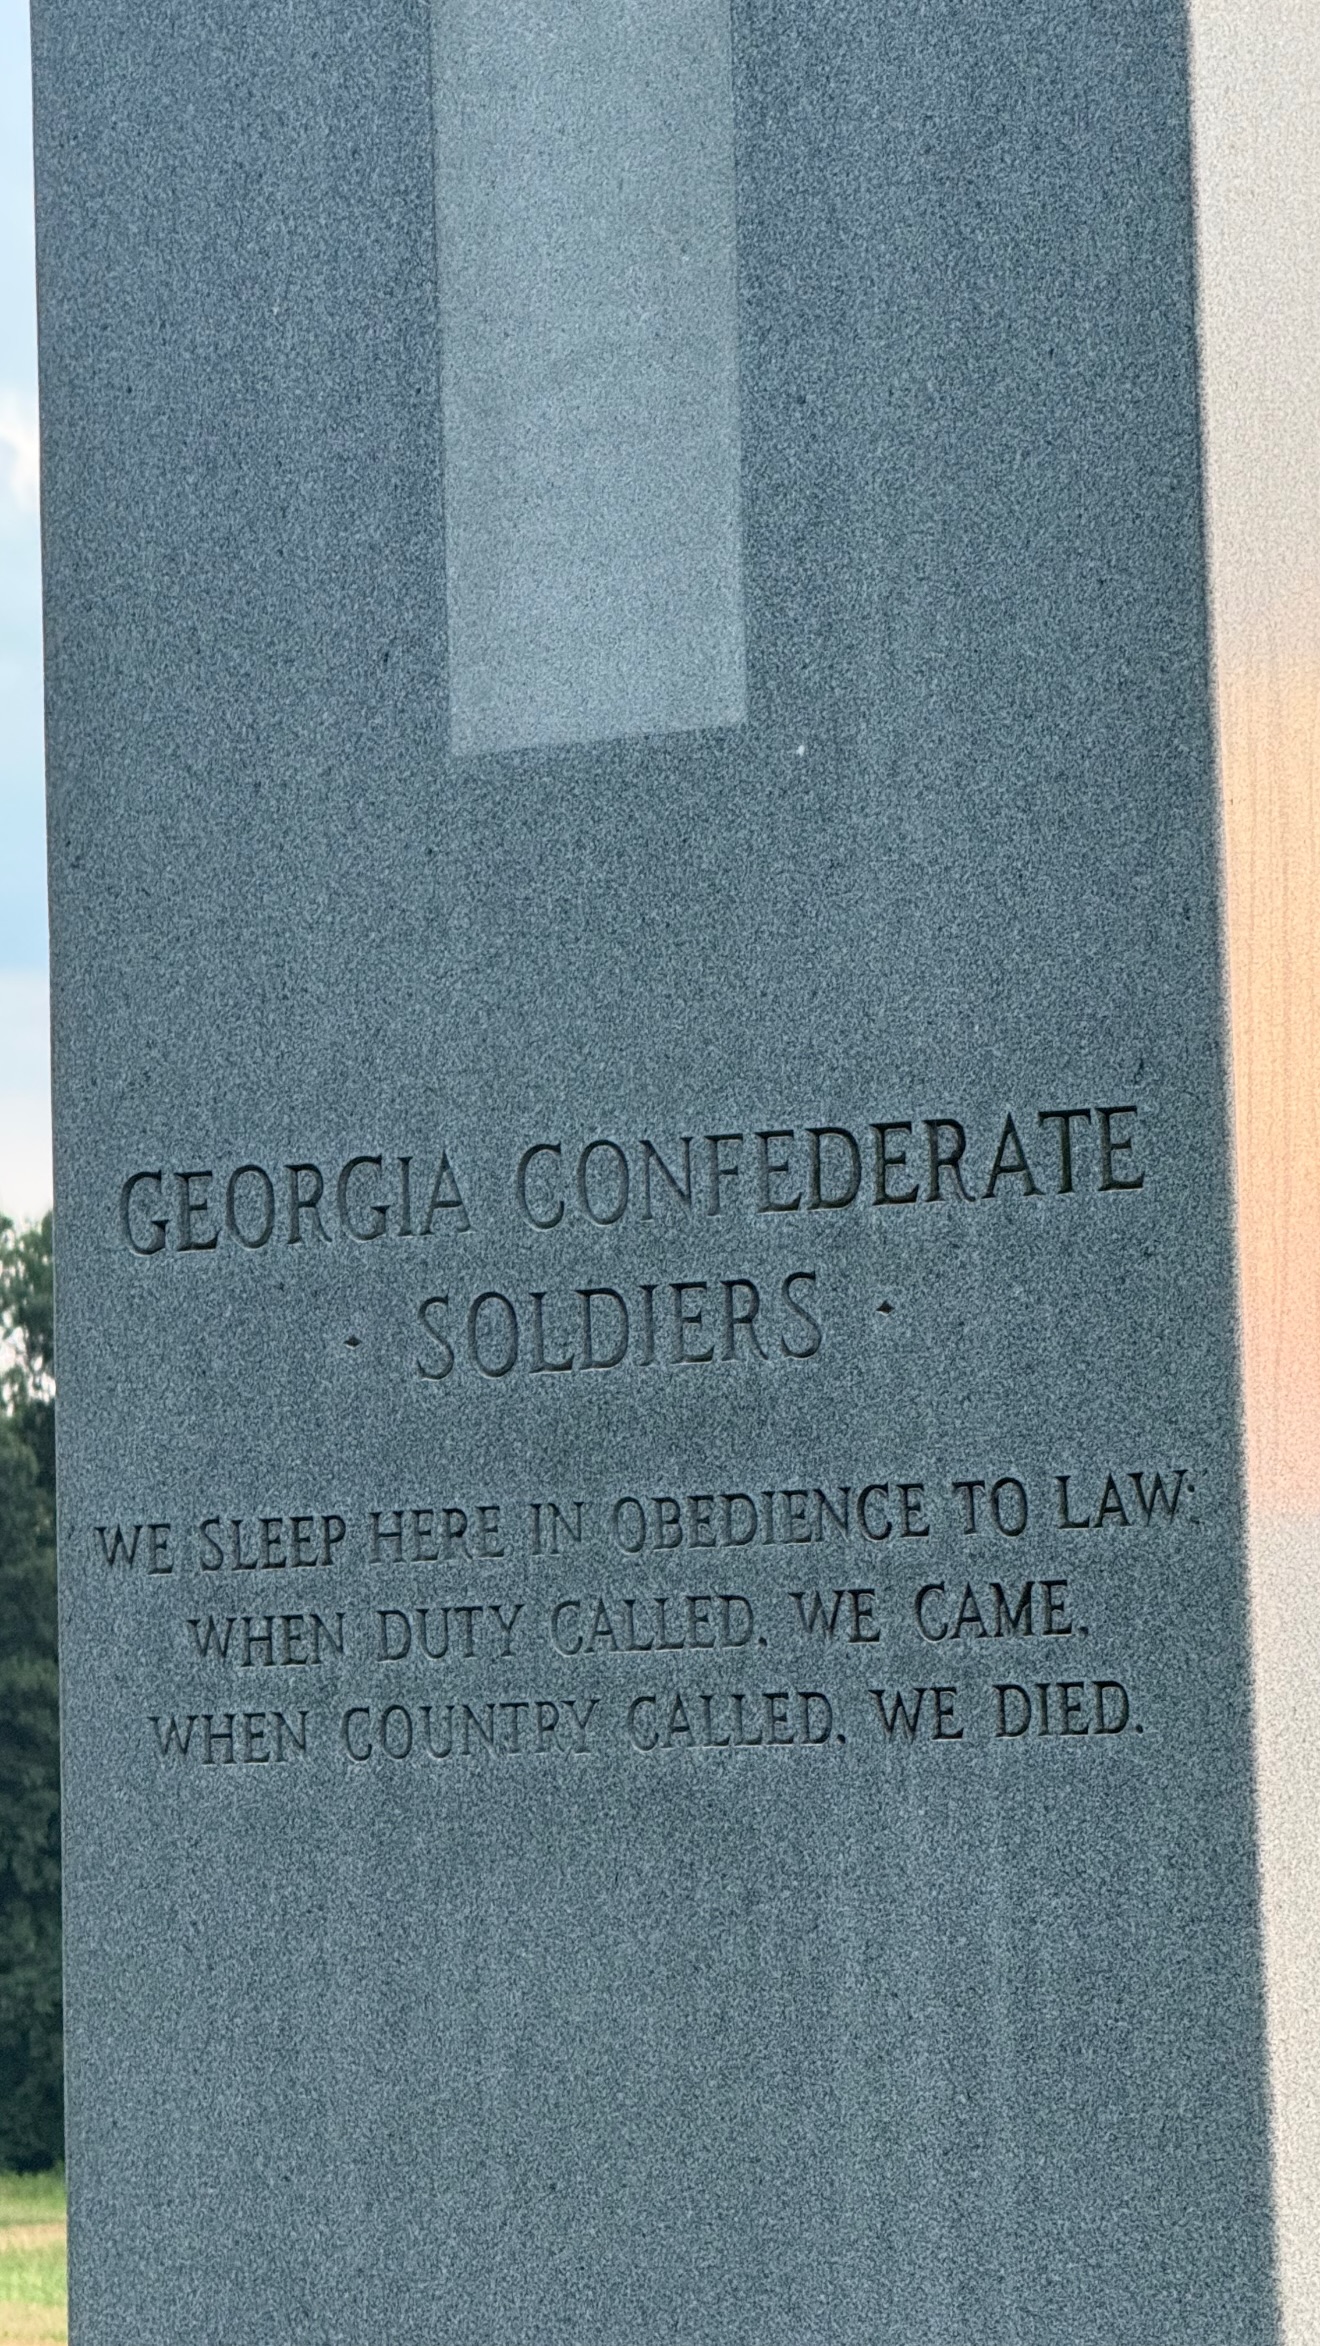 GEORGIA CONFEDERATE
· SOLDIERS ·
WE SLEEP HERE IN OBEDIENCE TO LAW;
WHEN DUTY CALLED, WE CAME,
WHEN COUNTRY CALLED, WE DIED.